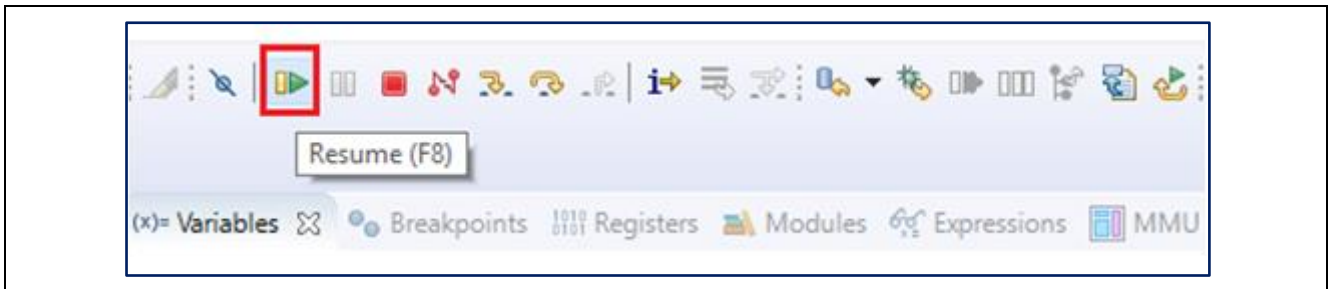 Resume (F8)
(x)= Variables Breakpoints Registers Modules Expressions MMU